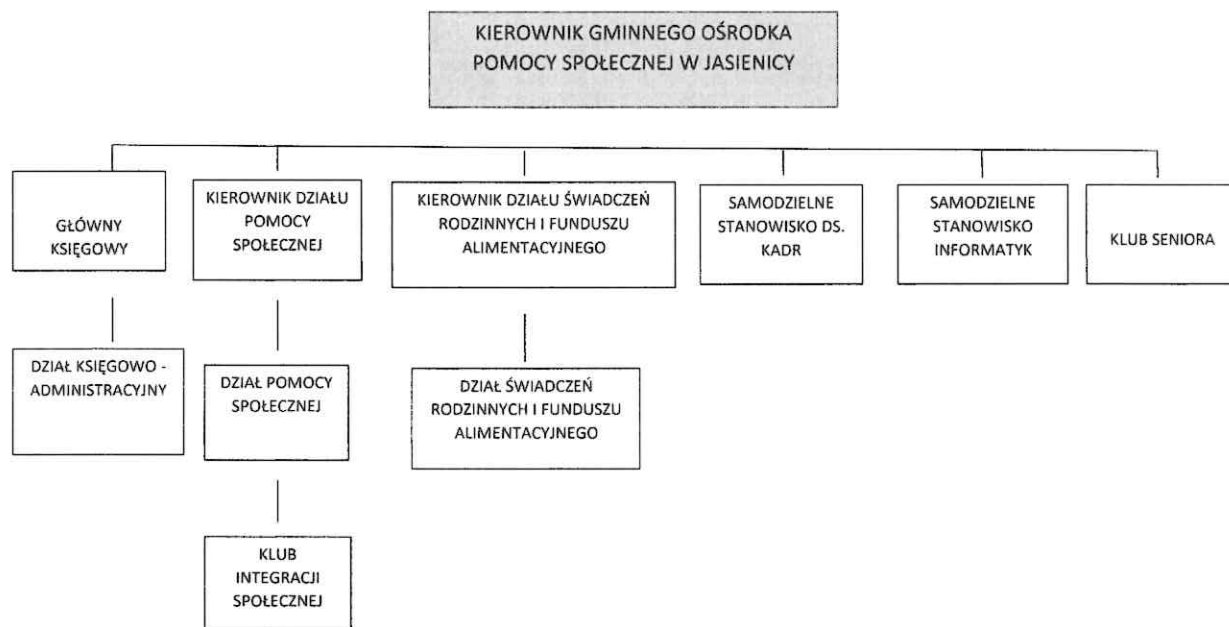 KIEROWNIK GMINNEGO OŚRODKA
POMOCY SPOŁECZNEJ W JASIENICY
GŁÓWNY
KSIĘGOWY
KIEROWNIK DZIAŁU
POMOCY
SPOŁECZNEJ
KIEROWNIK DZIAŁU ŚWIADCZEŃ
RODZINNYCH I FUNDUSZU
ALIMENTACYJNEGO
SAMODZIELNE
STANOWISKO DS.
KADR
SAMODZIELNE
STANOWISKO
INFORMATYK
KLUB SENIORA
DZIAŁ KSIĘGOWO -
ADMINISTRACYJNY
DZIAŁ POMOCY
SPOŁECZNEJ
DZIAŁ ŚWIADCZEŃ
RODZINNYCH I FUNDUSZU
ALIMENTACYJNEGO
KLUB
INTEGRACJI
SPOŁECZNEJ